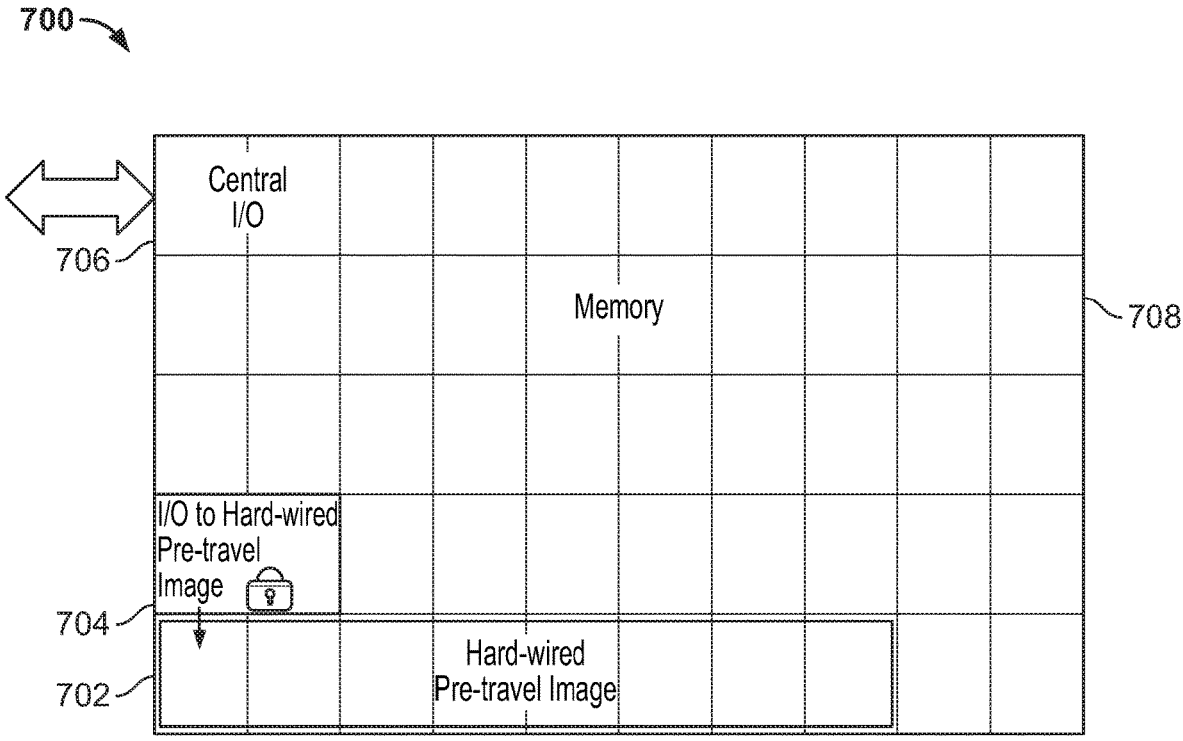 700
Central
I/O
706
Memory
708
I/O to Hard-wired
Pre-travel
Image
704
Hard-wired
Pre-travel Image
702